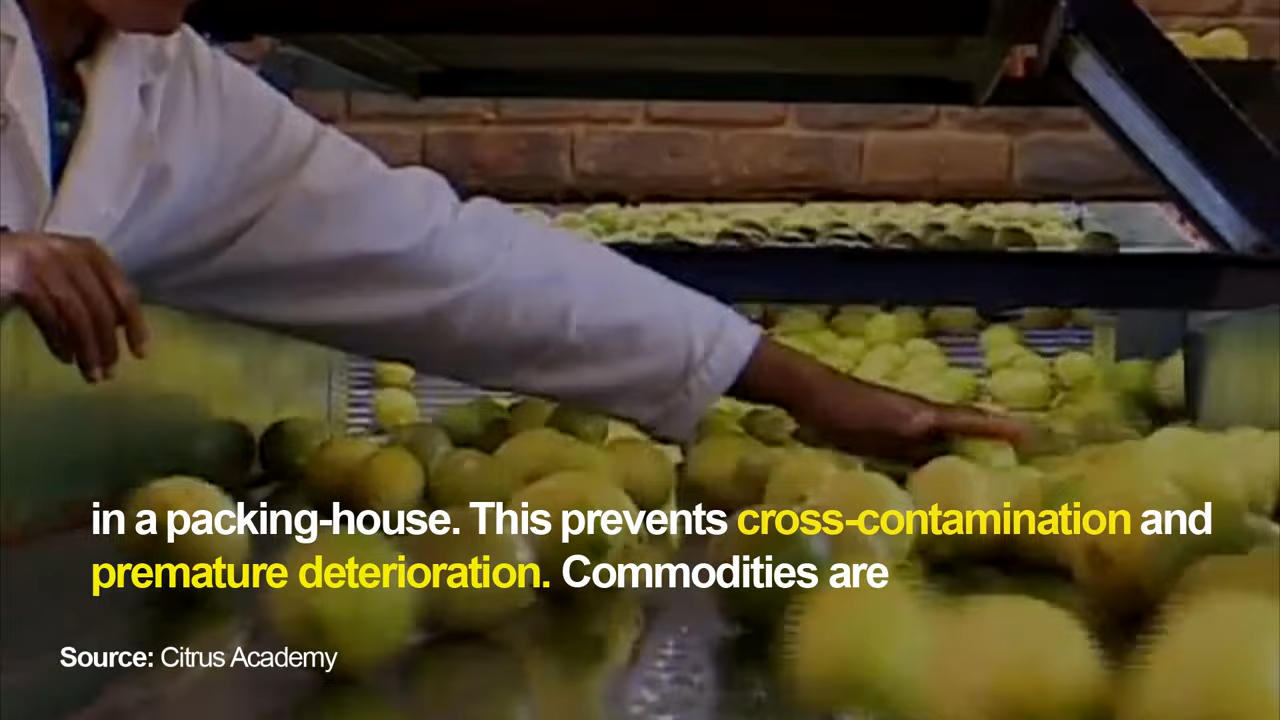 in a packing-house. This prevents cross-contamination and
premature deterioration. Commodities are
Source: Citrus Academy